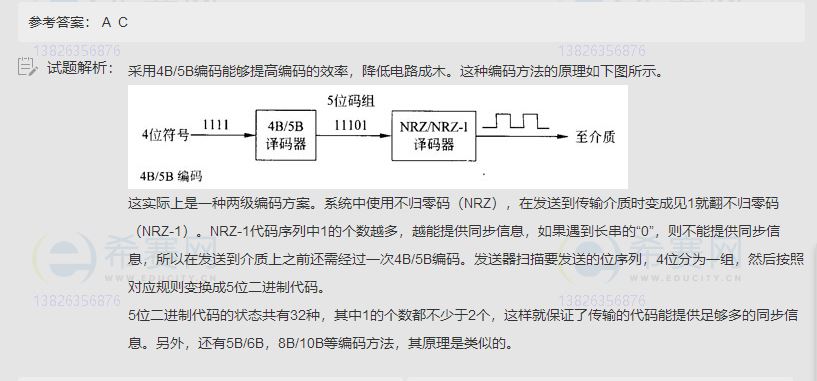 参考答案： A C
13826356876
13826356876
试题解析：
采用4B/5B编码能够提高编码的效率，降低电路成木。这种编码方法的原理如下图所示。
5位码组
4位符号
1111
4B/5B
译码器
11101
NRZ/NRZ-1
译码器
至介质
4B/5B 编码
这实际上是一种两级编码方案。系统中使用不归零码（NRZ），在发送到传输介质时变成见1就翻不归零码
（NRZ-1）。NRZ-1代码序列中1的个数越多，越能提供同步信息，如果遇到长串的“0”，则不能提供同步信
息，所以在发送到介质上之前还需经过一次4B/5B编码。发送器扫描要发送的位序列，4位分为一组，然后按照
对应规则变换成5位二进制代码。
5位二进制代码的状态共有32种，其中1的个数都不少于2个，这样就保证了传输的代码能提供足够多的同步信
息。另外，还有5B/6B，8B/10B等编码方法，其原理是类似的。
希赛网
WWW.EDUCITY.CN
13826356876
希赛网
WWW.EDUCITY.CN
13826356876